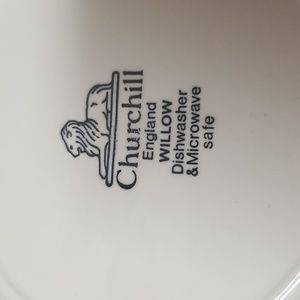 Churchill
England
WILLOW
Dishwasher
& Microwave
safe